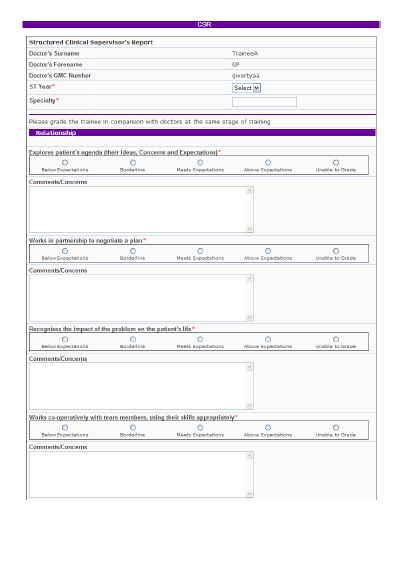 CSR
Structured Clinical Supervisor's Report
Doctor's Surname TraineeA
Doctor's Forename GP
Doctor's GMC Number qwertyaa
ST Year* Select
Specialty*
Please grade the trainee in comparison with doctors at the same stage of training
Relationship
Explores patient's agenda (their Ideas, Concerns and Expectations)*
Below Expectations Borderline Meets Expectations Above Expectations Unable to Grade
Comments/Concerns
Works in partnership to negotiate a plan*
Below Expectations Borderline Meets Expectations Above Expectations Unable to Grade
Comments/Concerns
Recognises the impact of the problem on the patient's life*
Below Expectations Borderline Meets Expectations Above Expectations Unable to Grade
Comments/Concerns
Works co-operatively with team members, using their skills appropriately*
Below Expectations Borderline Meets Expectations Above Expectations Unable to Grade
Comments/Concerns